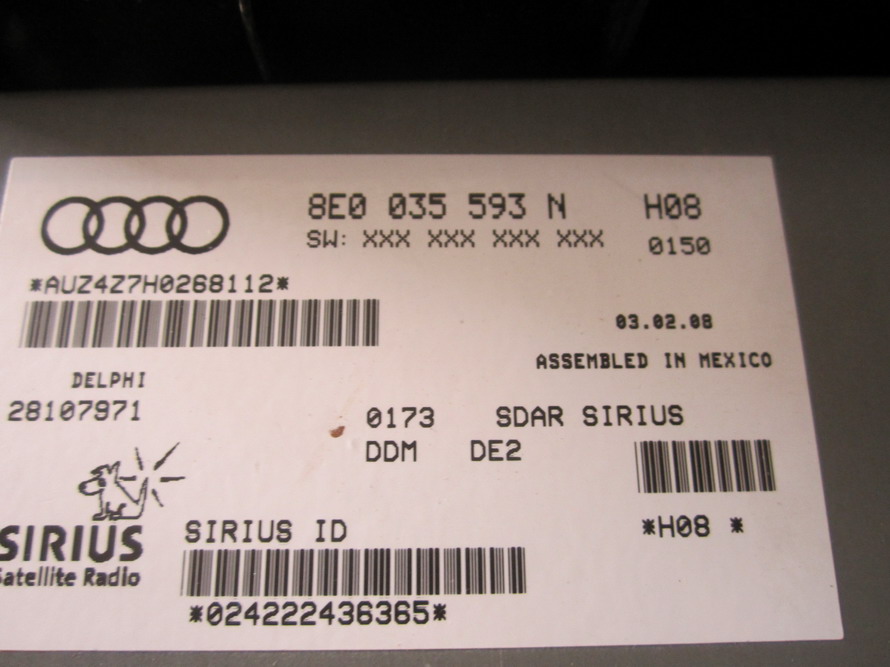 8E0 035 593 N H08
SW: XXX XXX XXX XXX 0150
*AUZ4Z7H0268112*
03.02.08
ASSEMBLED IN MEXICO
DELPHI
28107971
0173 SDAR SIRIUS
DDM DE2
SIRIUS
Satellite Radio
SIRIUS ID
*H08 *
*024222436365*